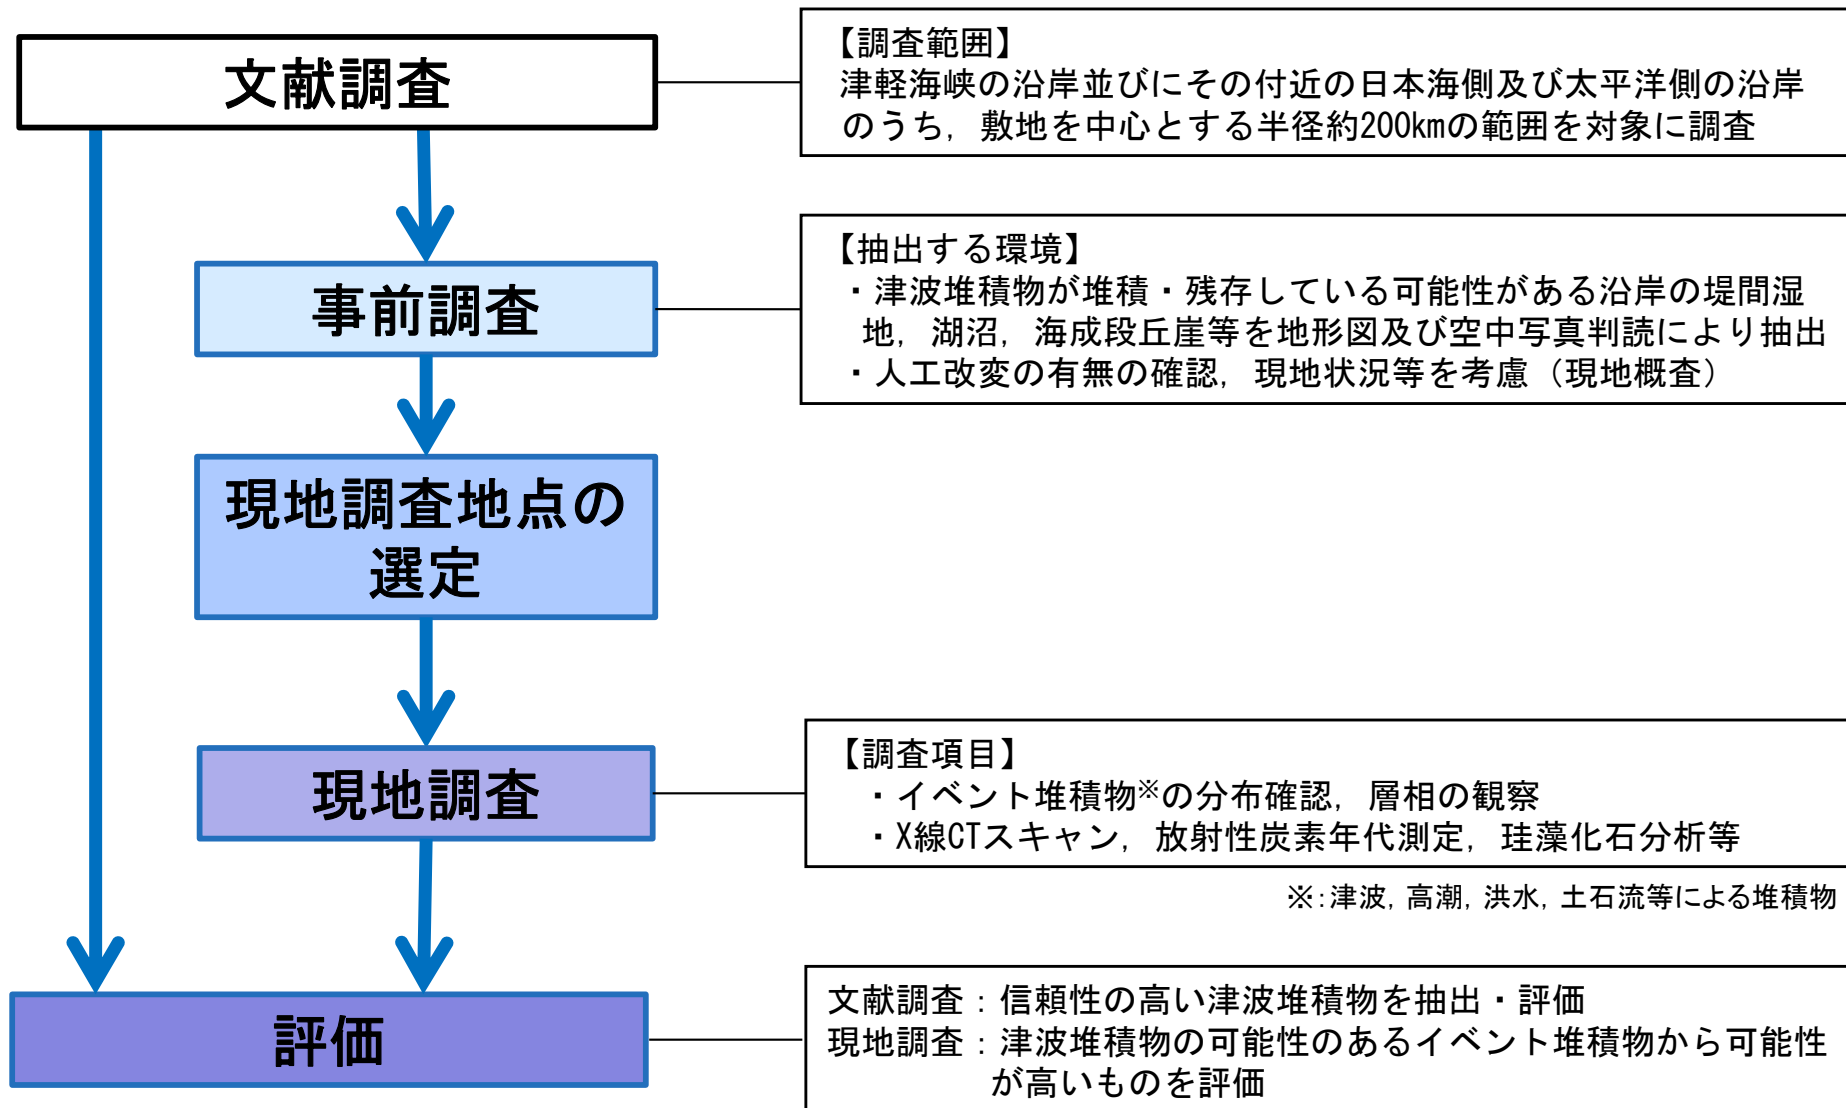 文献調査
【調査範囲】
津軽海峡の沿岸並びにその付近の日本海側及び太平洋側の沿岸
のうち，敷地を中心とする半径約200kmの範囲を対象に調査
事前調査
【抽出する環境】
・津波堆積物が堆積・残存している可能性がある沿岸の堤間湿
地，湖沼，海成段丘崖等を地形図及び空中写真判読により抽出
・人工改変の有無の確認，現地状況等を考慮（現地概査）
現地調査地点の
選定
現地調査
【調査項目】
・イベント堆積物※の分布確認，層相の観察
・X線CTスキャン，放射性炭素年代測定，珪藻化石分析等
※：津波，高潮，洪水，土石流等による堆積物
評価
文献調査：信頼性の高い津波堆積物を抽出・評価
現地調査：津波堆積物の可能性のあるイベント堆積物から可能性
が高いものを評価